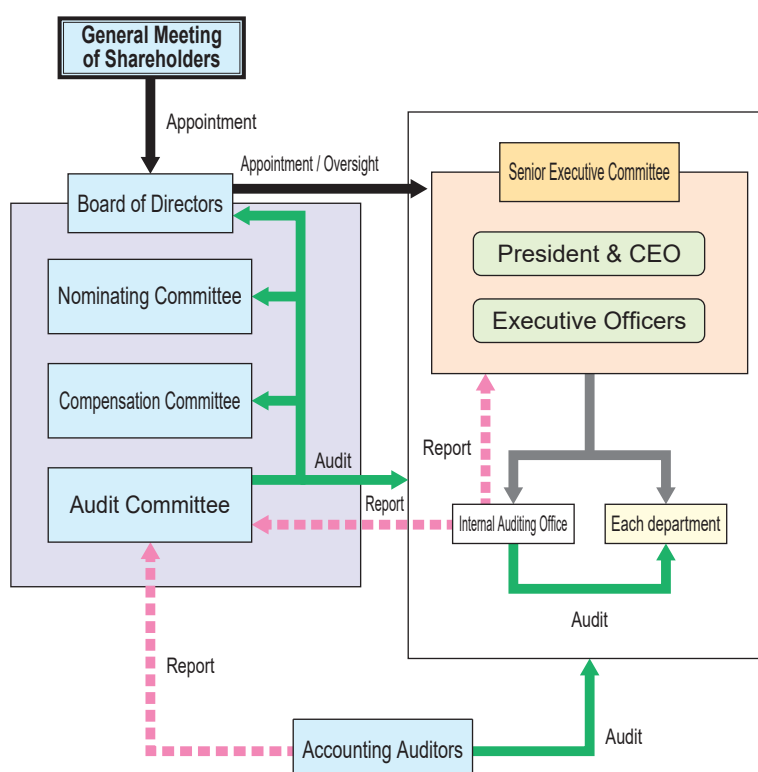 General Meeting
of Shareholders
Appointment
Appointment / Oversight
Board of Directors
Senior Executive Committee
President & CEO
Nominating Committee
Executive Officers
Compensation Committee
Audit
Report
Audit Committee
Report
Internal Auditing Office
Each department
Audit
Report
Accounting Auditors
Audit